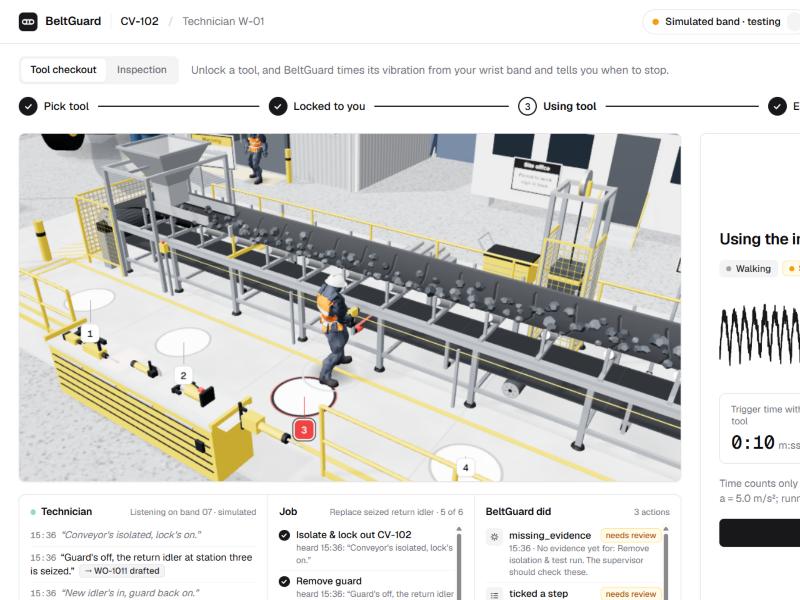 BeltGuard
CV-102 / Technician W-01
Simulated band · testing
Tool checkout
Inspection
Unlock a tool, and BeltGuard times its vibration from your wrist band and tells you when to stop.
Pick tool
Locked to you
3 Using tool
Site office
1
2
3
4
Using the i
Walking
Trigger time with
tool
0:10 m:ss
Time counts only
a = 5.0 m/s²; runn
Technician
Listening on band 07 · simulated
15:36 “Conveyor's isolated, lock's on.”
15:36 “Guard's off, the return idler at station three
is seized.” → WO-1011 drafted
15:36 “New idler's in, guard back on.”
Job
Replace seized return idler · 5 of 6
Isolate & lock out CV-102
heard 15:36: “Conveyor's isolated, lock's
on.”
Remove guard
heard 15:36: “Guard's off, the return idler
BeltGuard did
3 actions
missing_evidence needs review
15:36 · No evidence yet for: Remove
isolation & test run. The supervisor
should check these.
ticked a step needs review